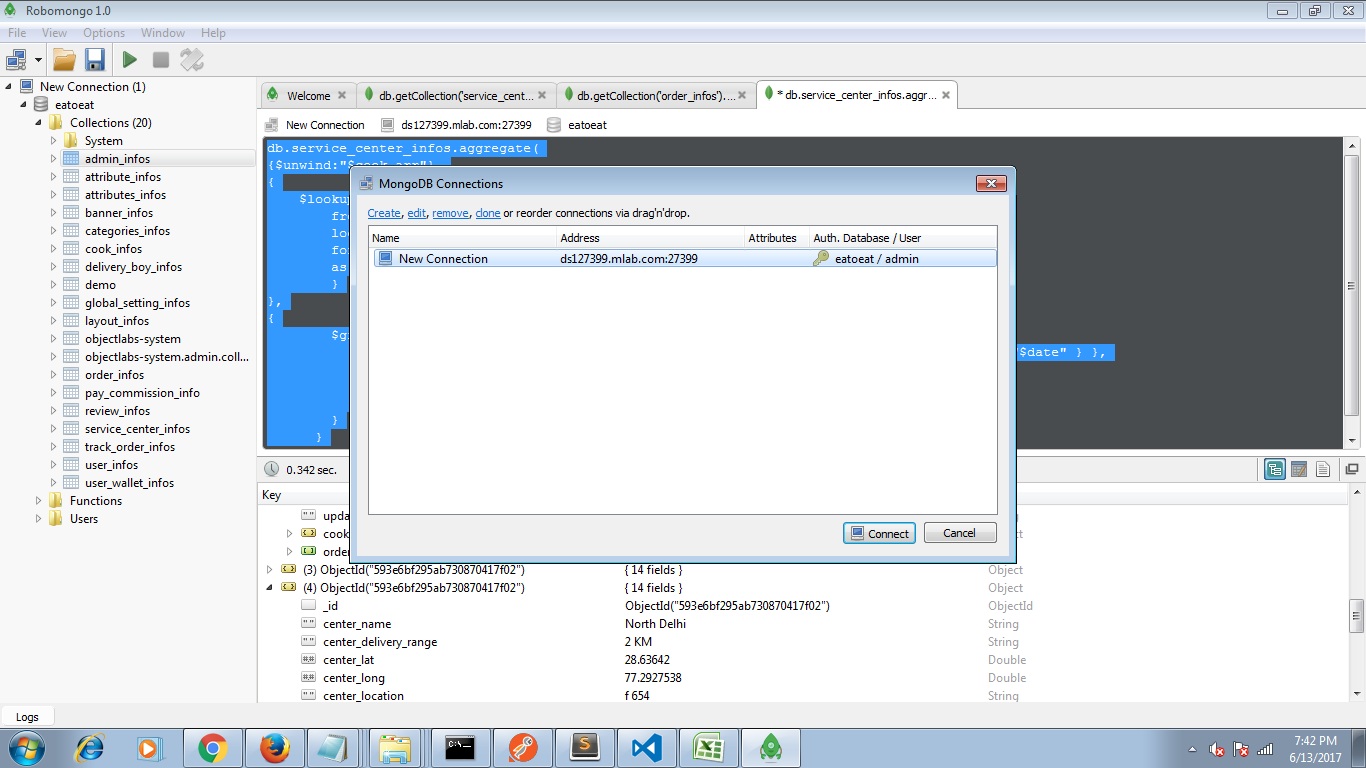 Robomongo 1.0
File View Options Window Help
New Connection (1)
eatoeat
Collections (20)
System
admin_infos
attribute_infos
attributes_infos
banner_infos
categories_infos
cook_infos
delivery_boy_infos
demo
global_setting_infos
layout_infos
objectlabs-system
objectlabs-system.admin.coll...
order_infos
pay_commission_info
review_infos
service_center_infos
track_order_infos
user_infos
user_wallet_infos
Functions
Users
Welcome db.getCollection('service_cent... db.getCollection('order_infos').... * db.service_center_infos.aggr...
New Connection ds127399.mlab.com:27399 eatoeat
db.service_center_infos.aggregate(
{$unwind:"$cook_arr"}
{
$lookup
fro
loc
for
as
}
},
{
$g
$date" } },
}
}
MongoDB Connections
Create, edit, remove, clone or reorder connections via drag'n'drop.
Name Address Attributes Auth. Database / User
New Connection ds127399.mlab.com:27399 eatoeat / admin
Connect Cancel
0.342 sec.
Key
upda
cook
order
(3) ObjectId("593e6bf295ab730870417f02") { 14 fields } Object
(4) ObjectId("593e6bf295ab730870417f02") { 14 fields } Object
_id ObjectId("593e6bf295ab730870417f02") ObjectId
center_name North Delhi String
center_delivery_range 2 KM String
center_lat 28.63642 Double
center_long 77.2927538 Double
center_location f 654 String
Logs
7:42 PM
6/13/2017